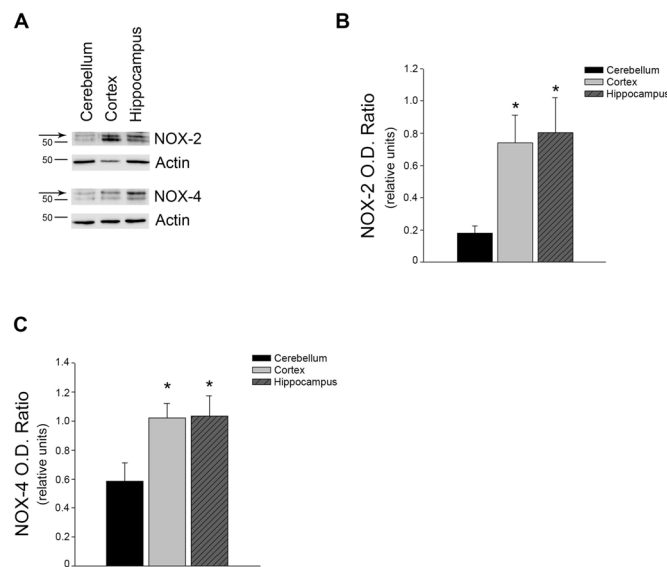 A
Cerebellum
Cortex
Hippocampus
50
NOX-2
50
Actin
50
NOX-4
50
Actin
B
Cerebellum
Cortex
Hippocampus
NOX-2 O.D. Ratio
(relative units)
1.2
1.0
0.8
0.6
0.4
0.2
0
*
*
C
Cerebellum
Cortex
Hippocampus
NOX-4 O.D. Ratio
(relative units)
1.4
1.2
1.0
0.8
0.6
0.4
0.2
0
*
*